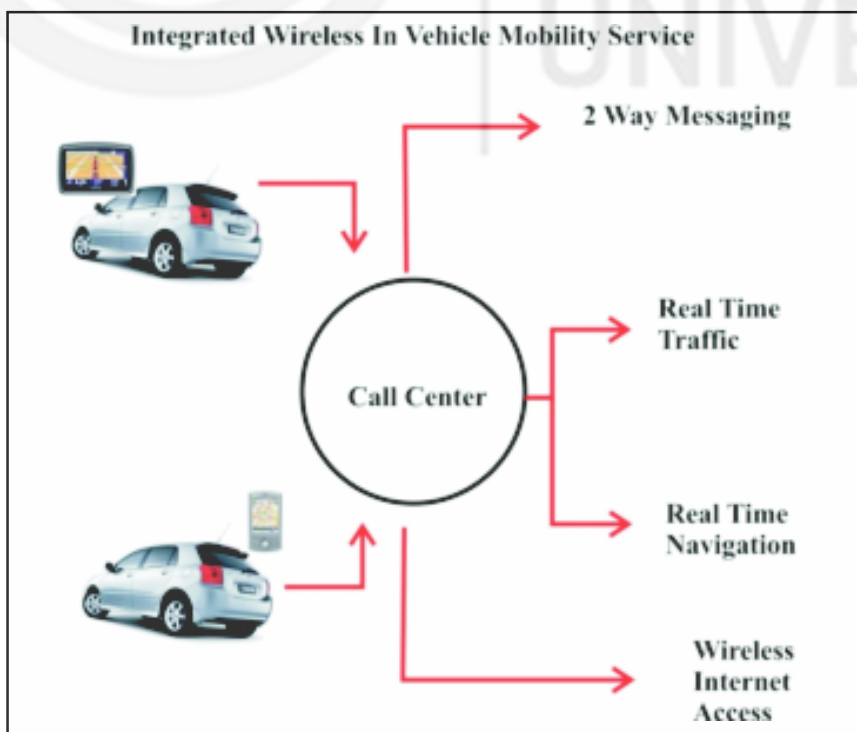 UNIVE
Integrated Wireless In Vehicle Mobility Service
2 Way Messaging
Real Time
Traffic
Call Center
Real Time
Navigation
Wireless
Internet
Access